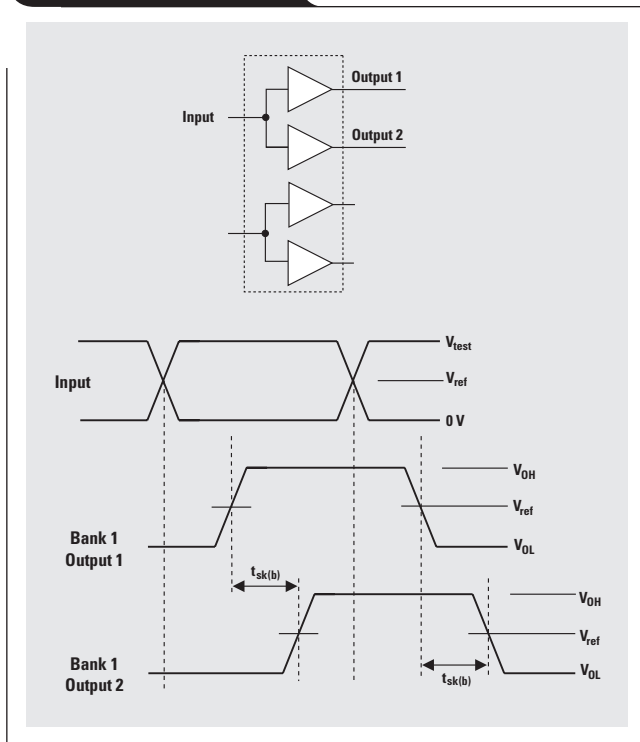 Output 1
Input
Output 2
V_test
Input
V_ref
0 V
V_OH
V_ref
Bank 1
Output 1
V_OL
t_sk(b)
V_OH
V_ref
Bank 1
Output 2
V_OL
t_sk(b)